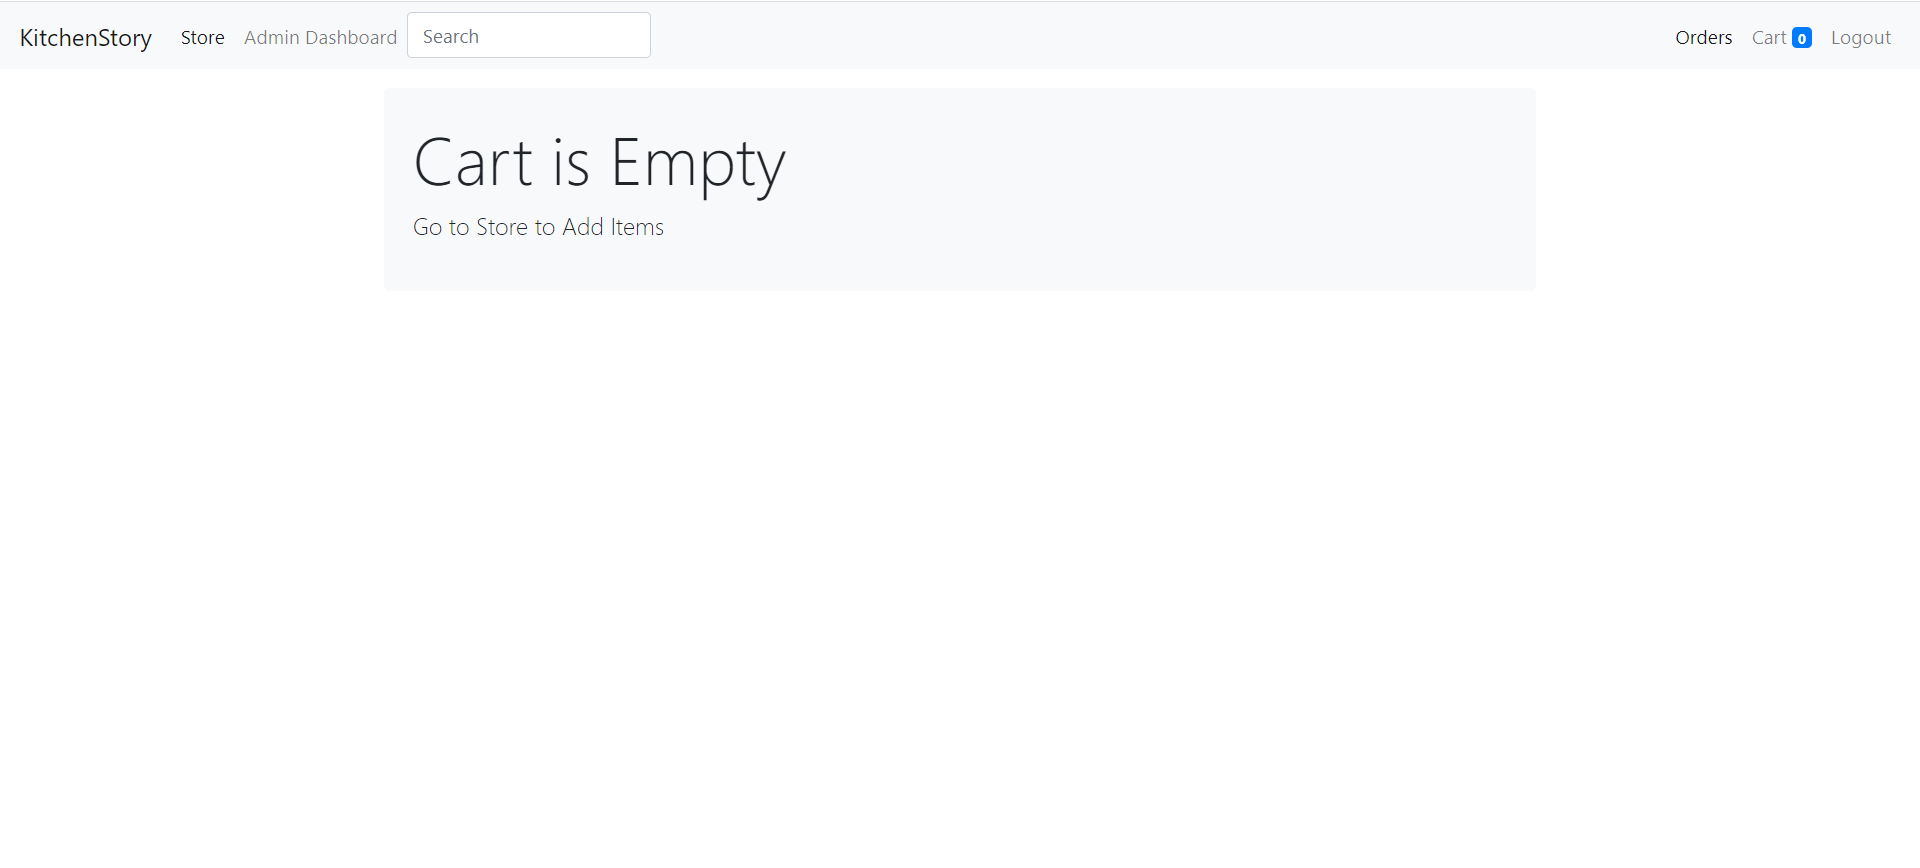 KitchenStory Store Admin Dashboard Search Orders Cart 0 Logout
Cart is Empty
Go to Store to Add Items